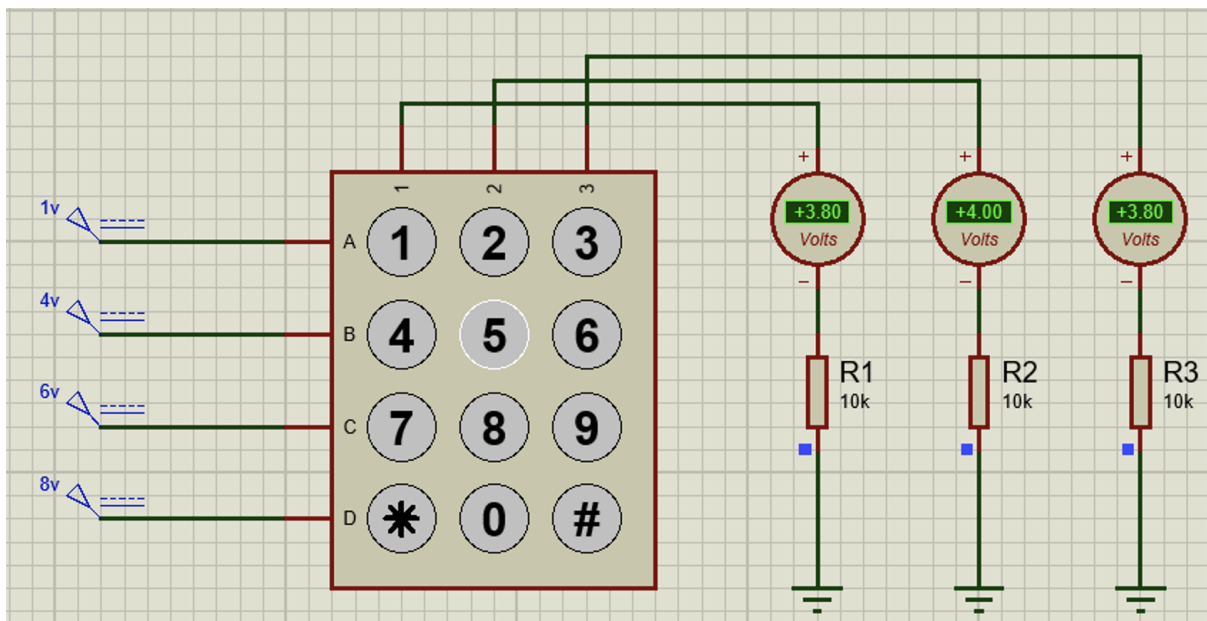 1 2 3
1v
A 1 2 3
4v
B 4 5 6
6v
C 7 8 9
8v
D * 0 #
+ + +
+3.80 +4.00 +3.80
Volts Volts Volts
− − −
R1 R2 R3
10k 10k 10k